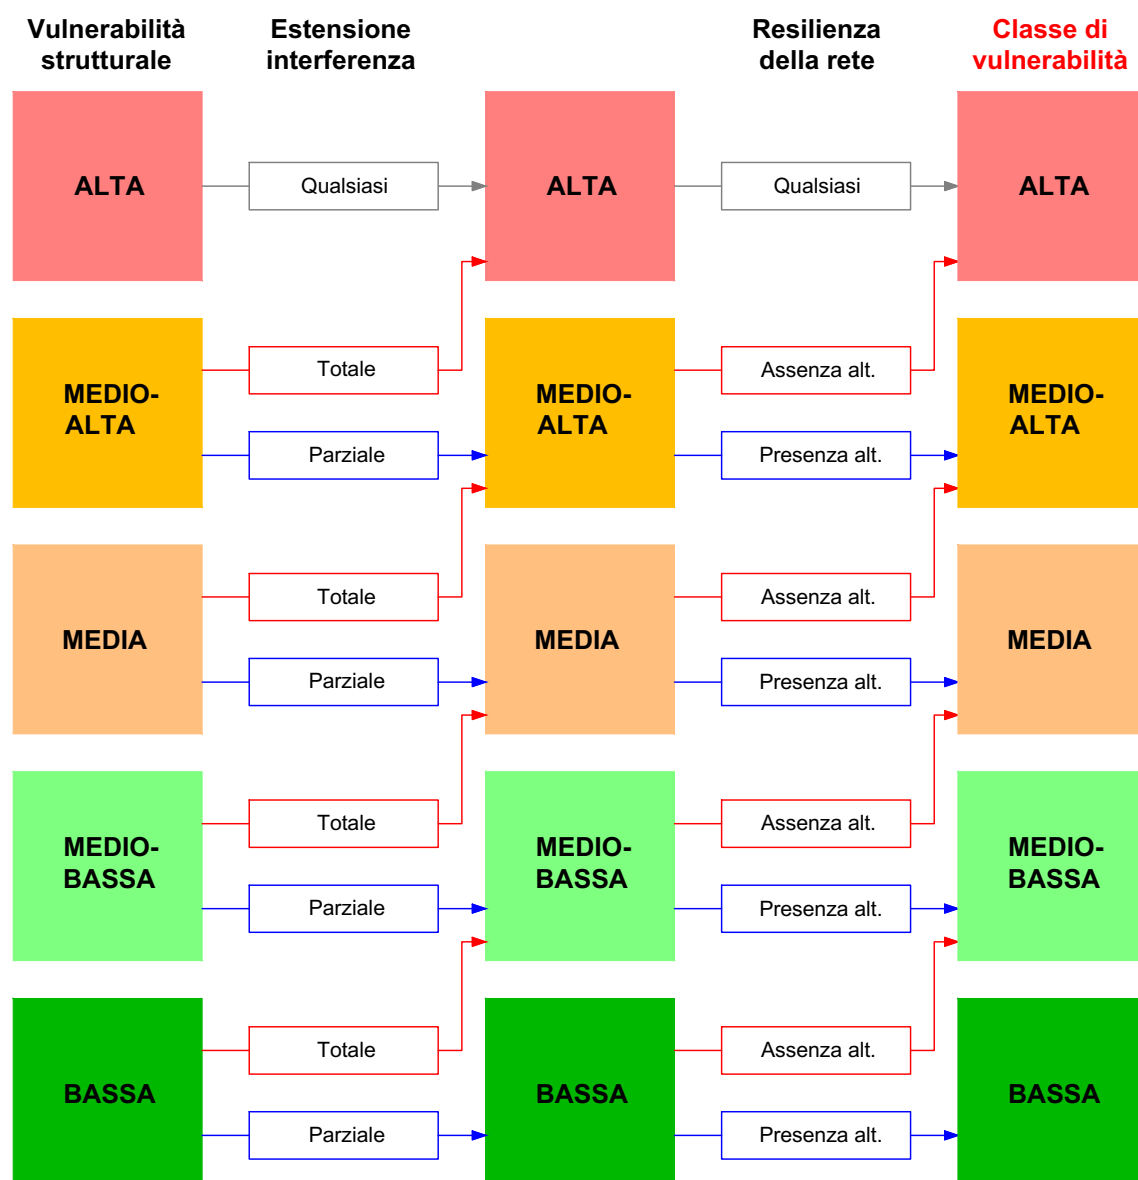 Vulnerabilità
strutturale
Estensione
interferenza
Resilienza
della rete
Classe di
vulnerabilità
ALTA
Qualsiasi
ALTA
Qualsiasi
ALTA
MEDIO-
ALTA
Totale
Parziale
MEDIO-
ALTA
Assenza alt.
Presenza alt.
MEDIO-
ALTA
MEDIA
Totale
Parziale
MEDIA
Assenza alt.
Presenza alt.
MEDIA
MEDIO-
BASSA
Totale
Parziale
MEDIO-
BASSA
Assenza alt.
Presenza alt.
MEDIO-
BASSA
BASSA
Totale
Parziale
BASSA
Assenza alt.
Presenza alt.
BASSA